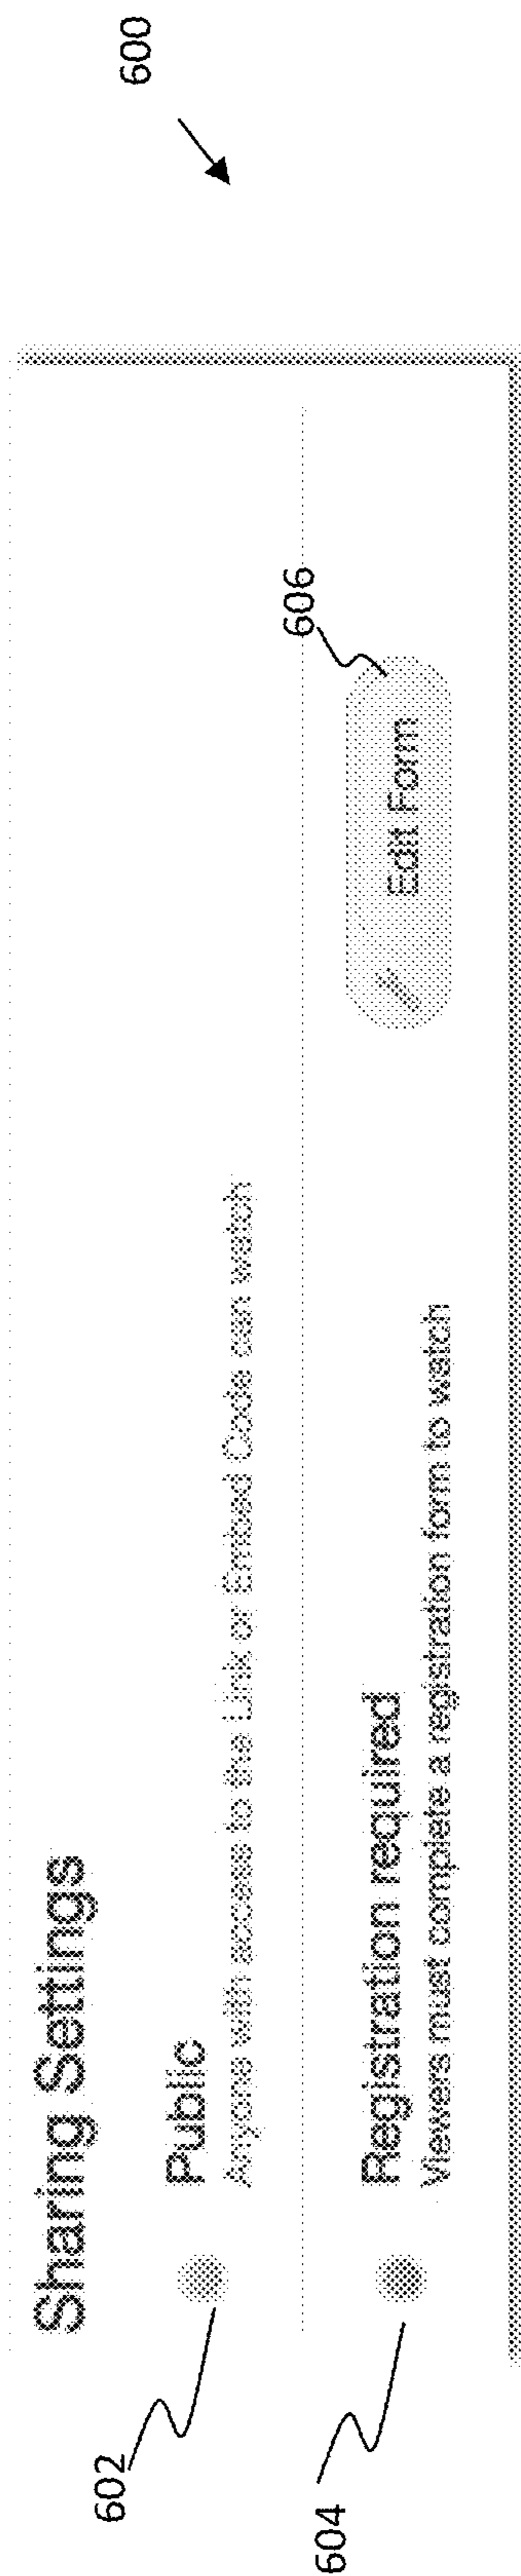 600
Sharing Settings
602
Public
Anyone with access to the Link or Embed Code can watch
604
Registration required
Viewers must complete a registration form to watch
606
Edit Form